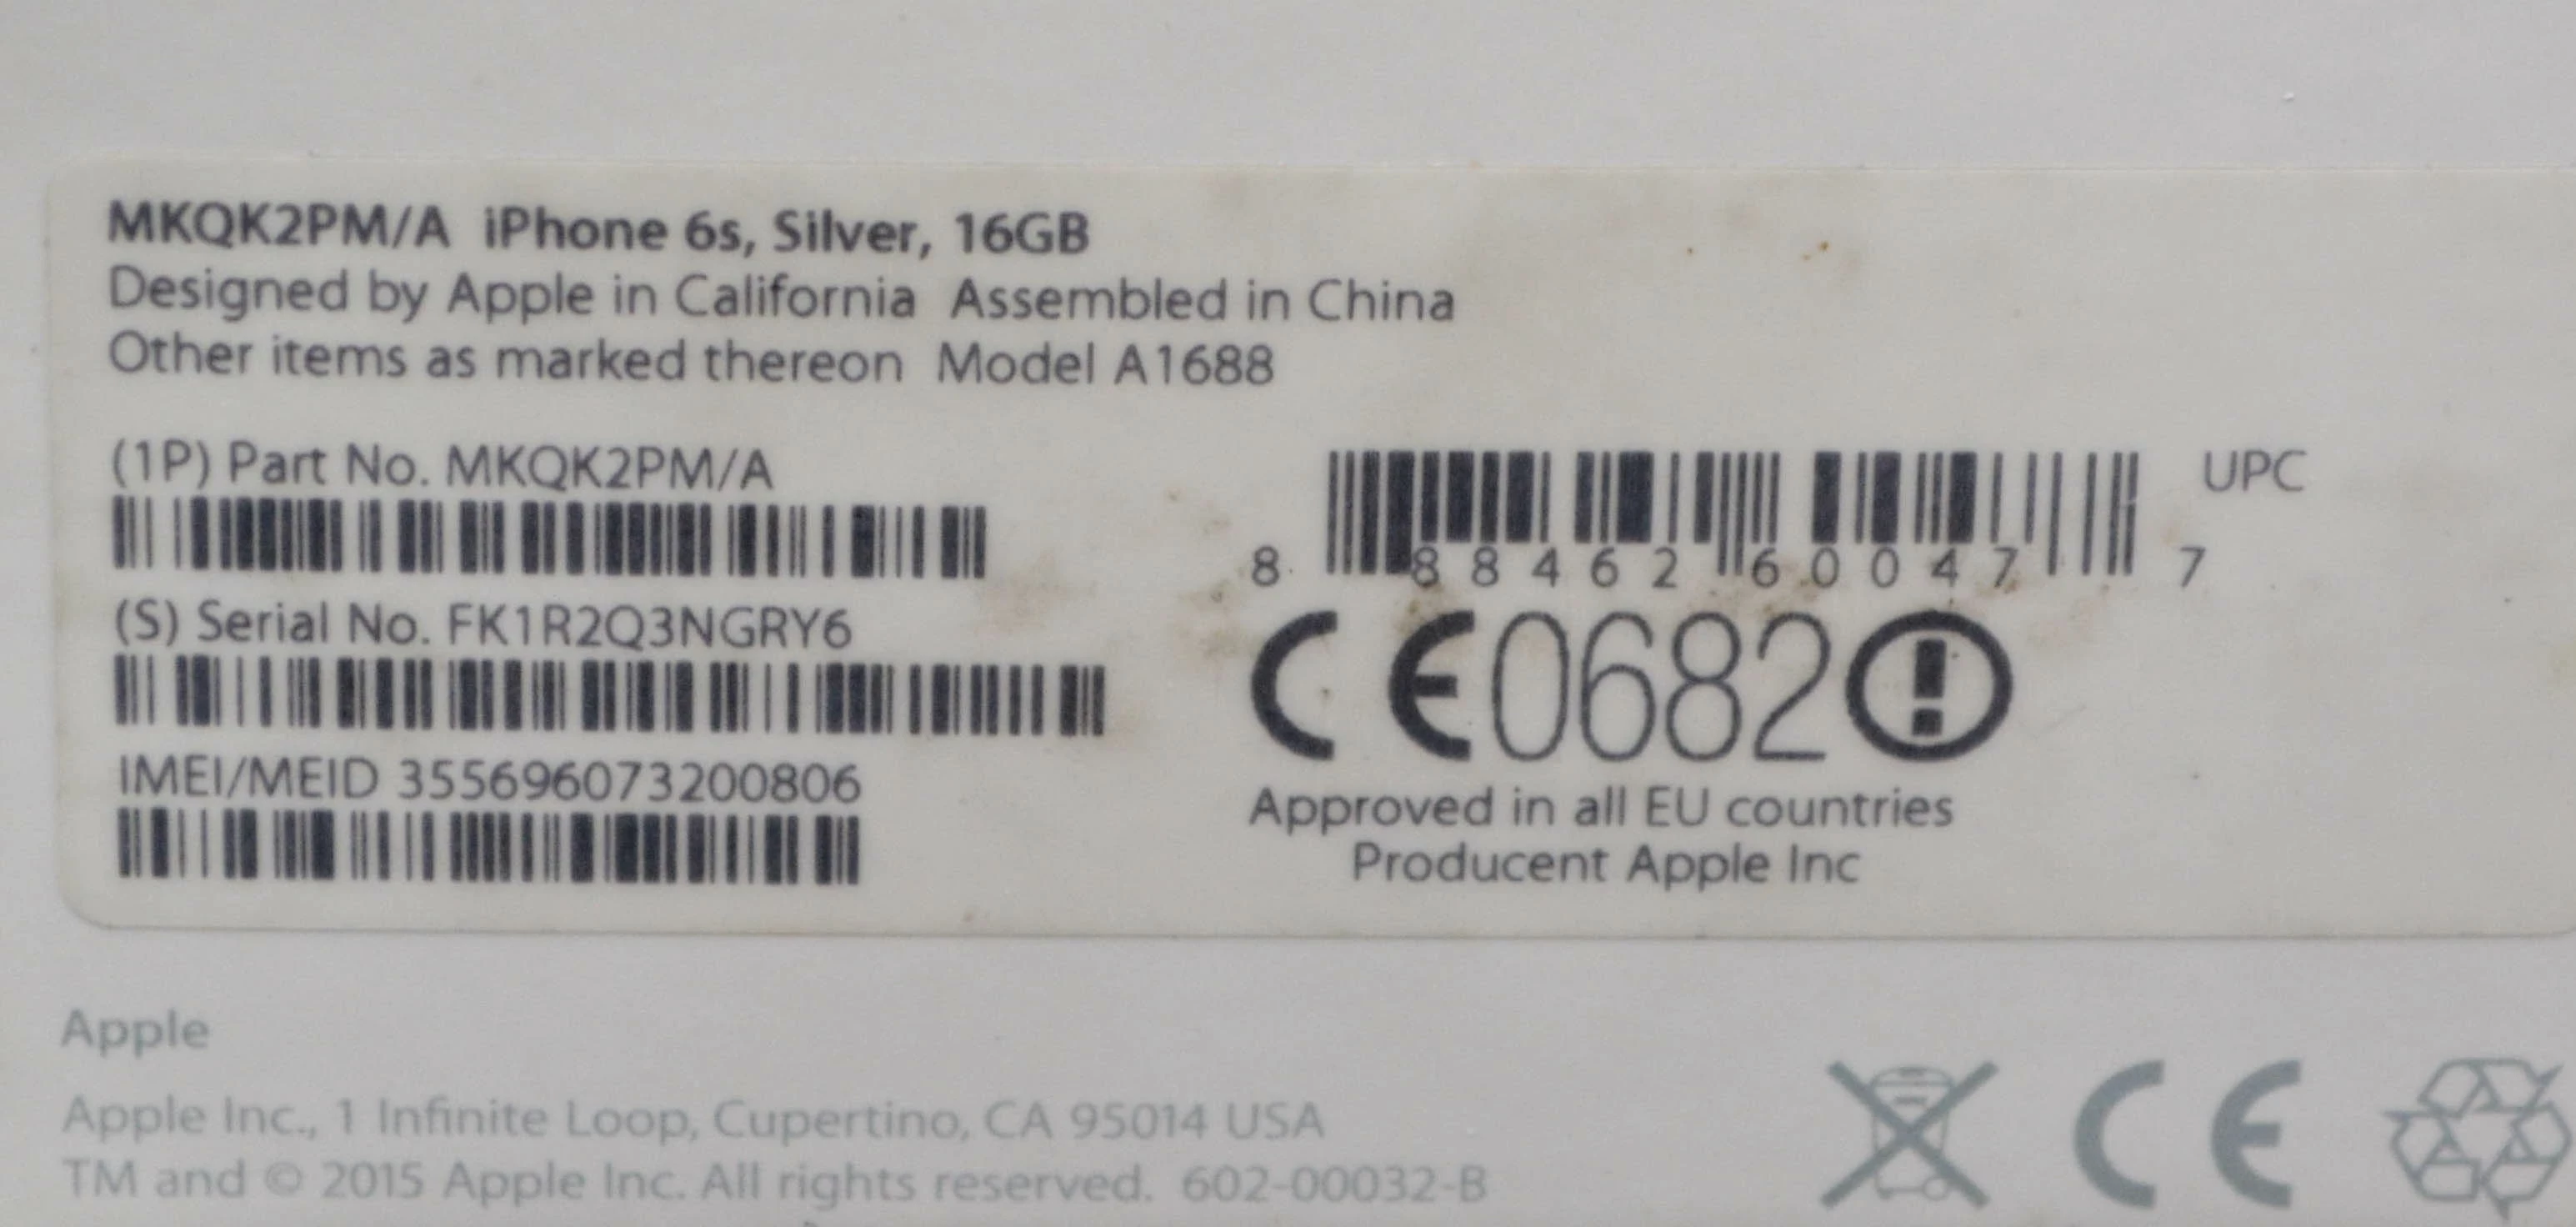 MKQK2PM/A iPhone 6s, Silver, 16GB
Designed by Apple in California Assembled in China
Other items as marked thereon Model A1688
(1P) Part No. MKQK2PM/A
(S) Serial No. FK1R2Q3NGRY6
IMEI/MEID 355696073200806
UPC
8 88462 60047 7
CE0682
Approved in all EU countries
Producent Apple Inc
Apple
Apple Inc., 1 Infinite Loop, Cupertino, CA 95014 USA
TM and © 2015 Apple Inc. All rights reserved. 602-00032-B
CE